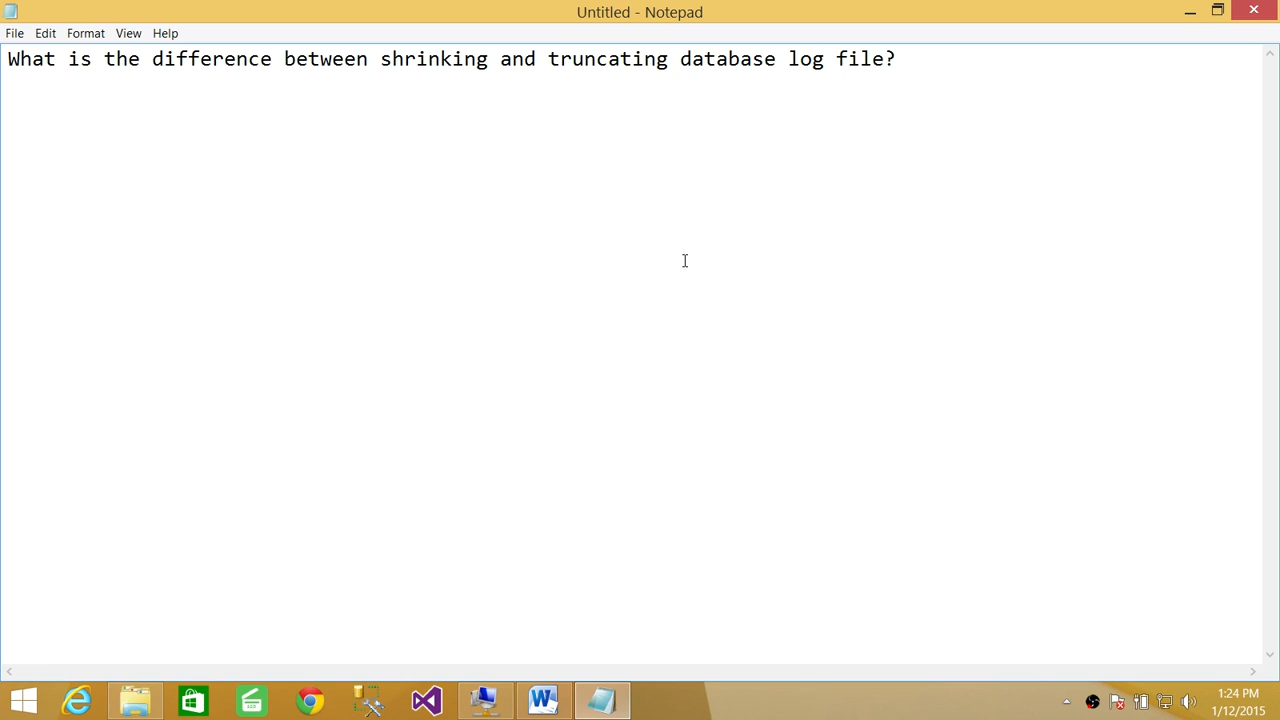 Untitled - Notepad
File Edit Format View Help
What is the difference between shrinking and truncating database log file?
1:24 PM
1/12/2015